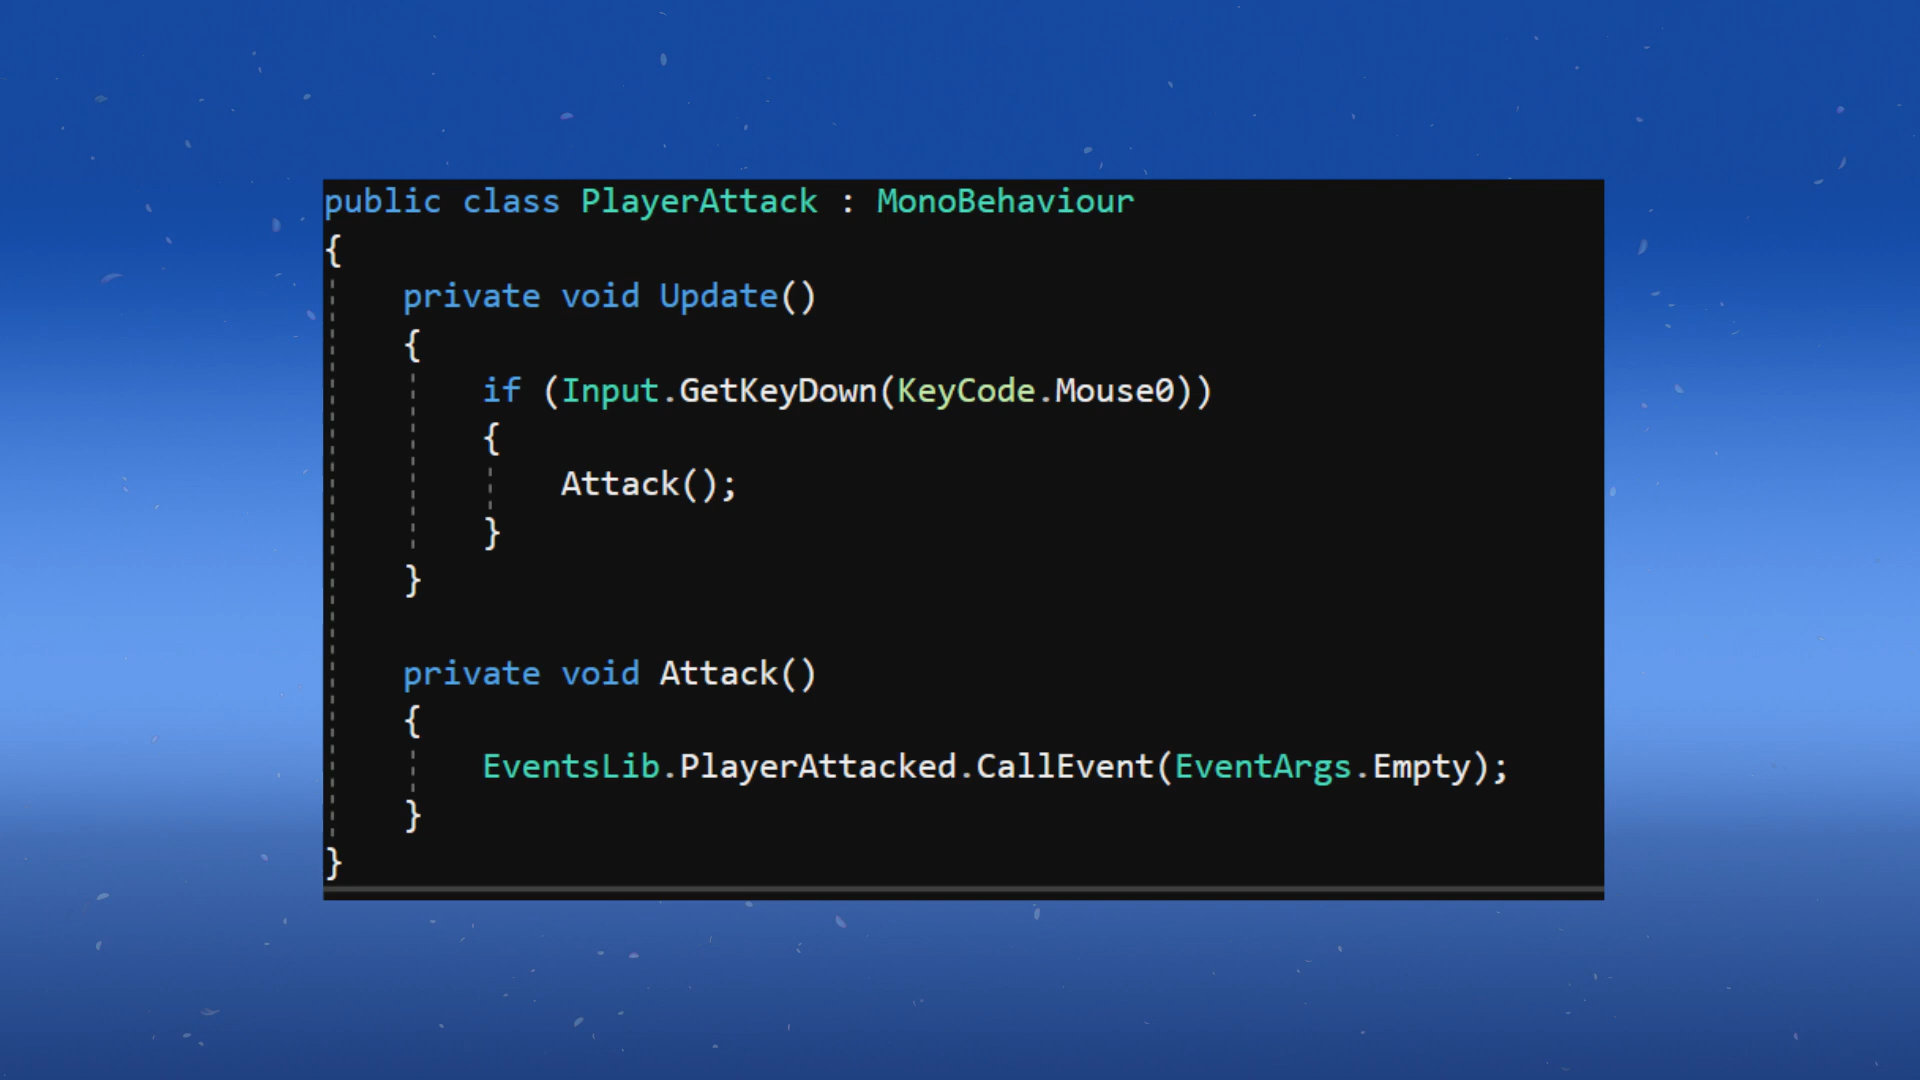 public class PlayerAttack : MonoBehaviour
{
    private void Update()
    {
        if (Input.GetKeyDown(KeyCode.Mouse0))
        {
            Attack();
        }
    }

    private void Attack()
    {
        EventsLib.PlayerAttacked.CallEvent(EventArgs.Empty);
    }
}